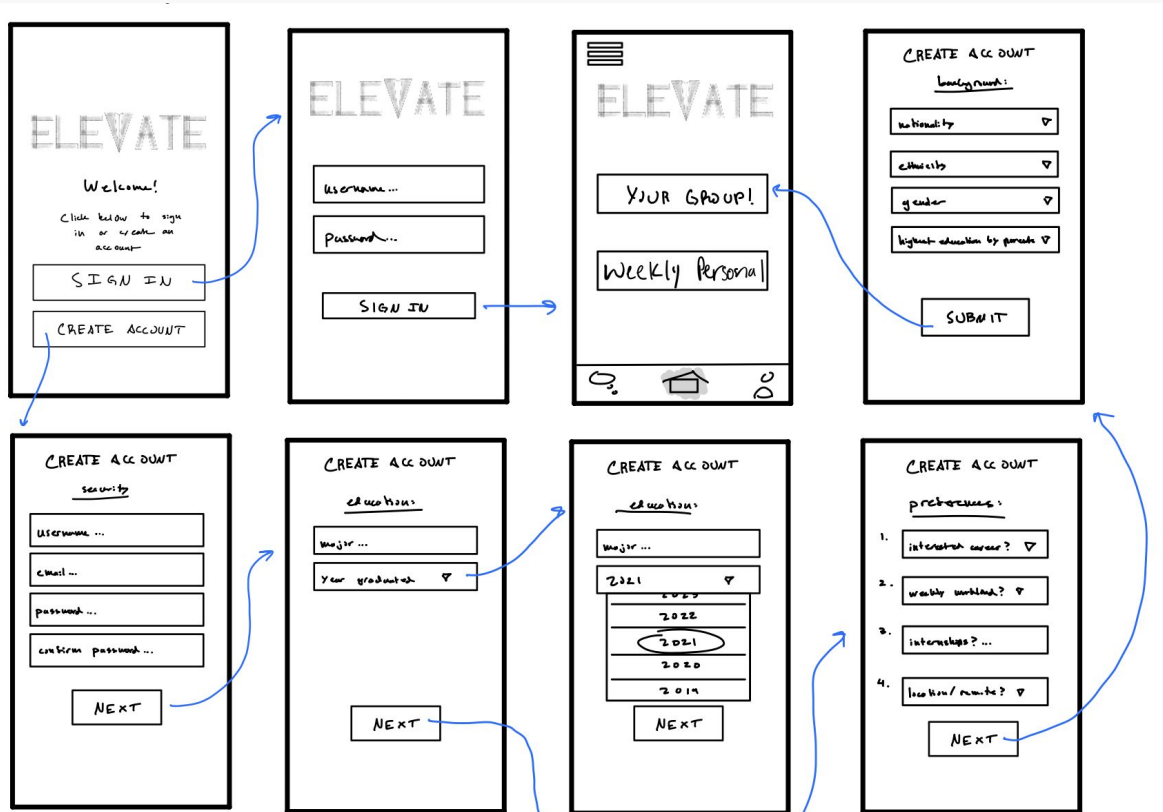 ELEVATE
Welcome!
Click below to sign
in or create an
account
SIGN IN
CREATE ACCOUNT
ELEVATE
username...
password...
SIGN IN
ELEVATE
YOUR GROUP!
Weekly Personal
CREATE ACCOUNT
background:
nationality
ethnicity
gender
highest education by parents
SUBMIT
CREATE ACCOUNT
security
username ...
email ...
password ...
confirm password ...
NEXT
CREATE ACCOUNT
education:
major ...
year graduated
NEXT
CREATE ACCOUNT
education:
major ...
2021
2023
2022
2021
2020
2019
NEXT
CREATE ACCOUNT
preferences:
1. interested career?
2. weekly workload?
3. internships? ...
4. location/remote?
NEXT